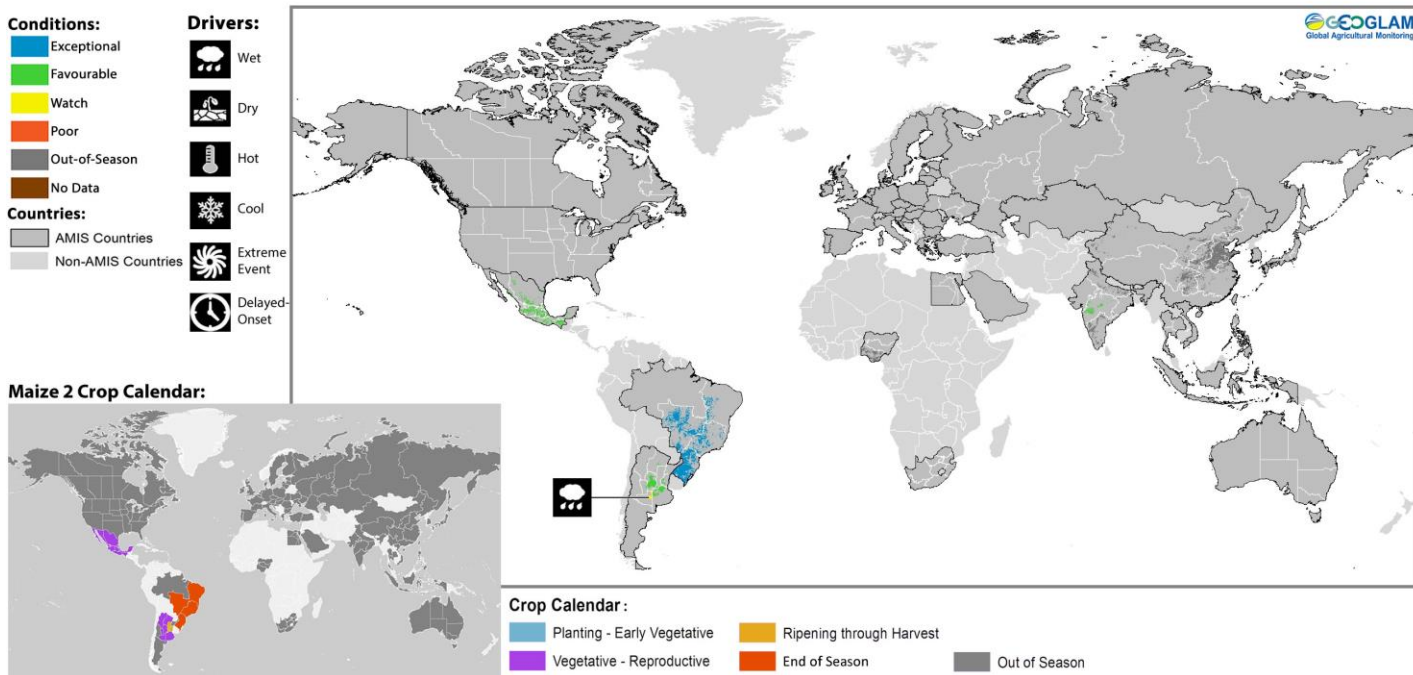 Conditions:
Exceptional
Favourable
Watch
Poor
Out-of-Season
No Data
Countries:
AMIS Countries
Non-AMIS Countries
Drivers:
Wet
Dry
Hot
Cool
Extreme
Event
Delayed-
Onset
GEOGLAM
Global Agricultural Monitoring
Maize 2 Crop Calendar:
Crop Calendar :
Planting - Early Vegetative
Vegetative - Reproductive
Ripening through Harvest
End of Season
Out of Season